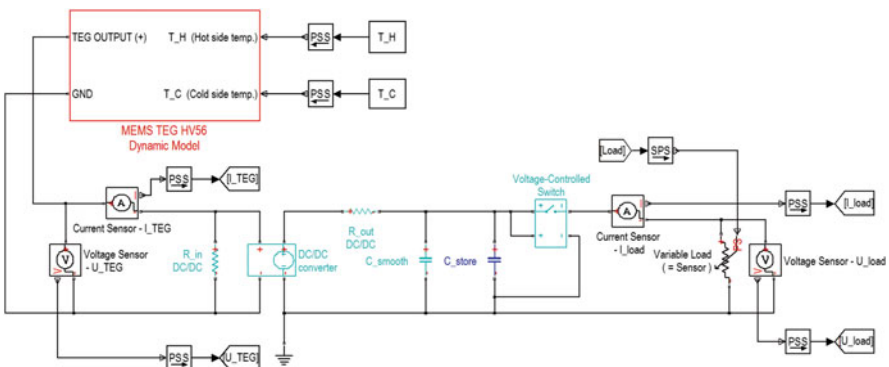 TEG OUTPUT (+)
T_H (Hot side temp.)
PSS
T_H
GND
T_C (Cold side temp.)
PSS
T_C
MEMS TEG HV56
Dynamic Model
PSS
[I_TEG]
A
I
Current Sensor - I_TEG
V
V
Voltage Sensor
- U_TEG
R_in
DC/DC
DC/DC
converter
R_out
DC/DC
C_smooth
C_store
Voltage-Controlled
Switch
[Load]
SPS
A
I
Current Sensor
- I_load
PSS
[I_load]
PS
Variable Load
( = Sensor )
V
V
Voltage Sensor - U_load
PSS
[U_TEG]
PSS
[U_load]